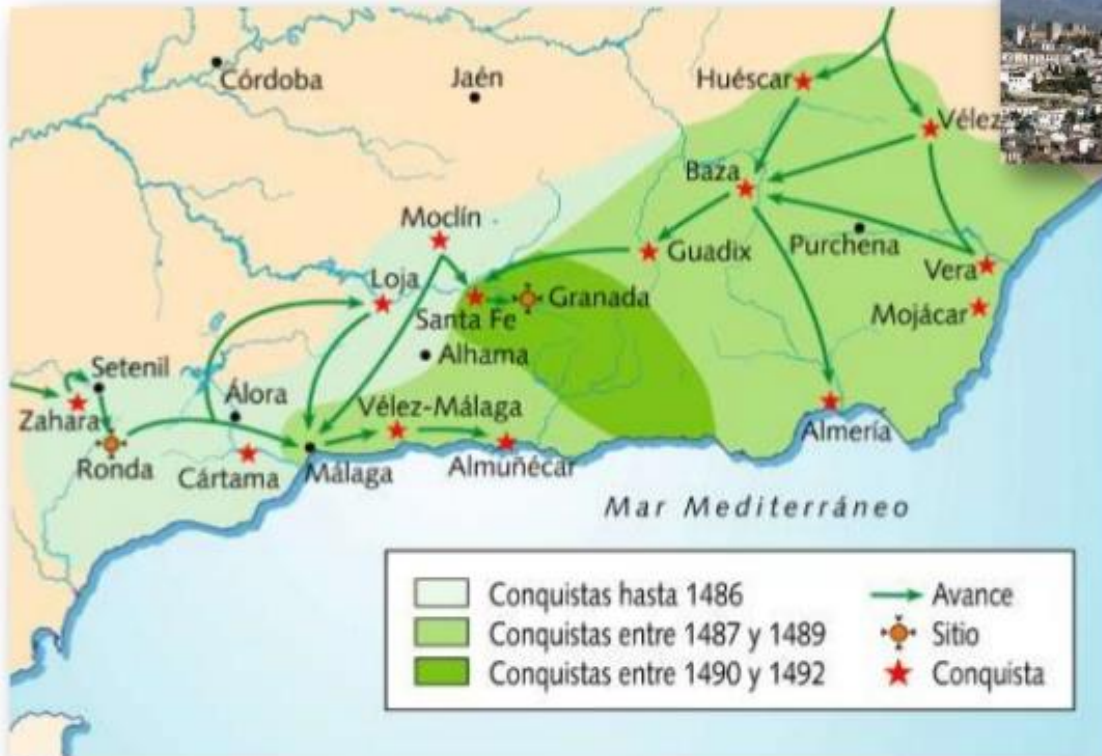 Córdoba
Jaén
Huéscar
Vélez
Baza
Moclín
Guadix
Purchena
Vera
Loja
Granada
Santa Fe
Mojácar
Alhama
Setenil
Álora
Vélez-Málaga
Zahara
Almería
Ronda
Cártama
Málaga
Almuñécar
Mar Mediterráneo
Conquistas hasta 1486
Conquistas entre 1487 y 1489
Conquistas entre 1490 y 1492
Avance
Sitio
Conquista